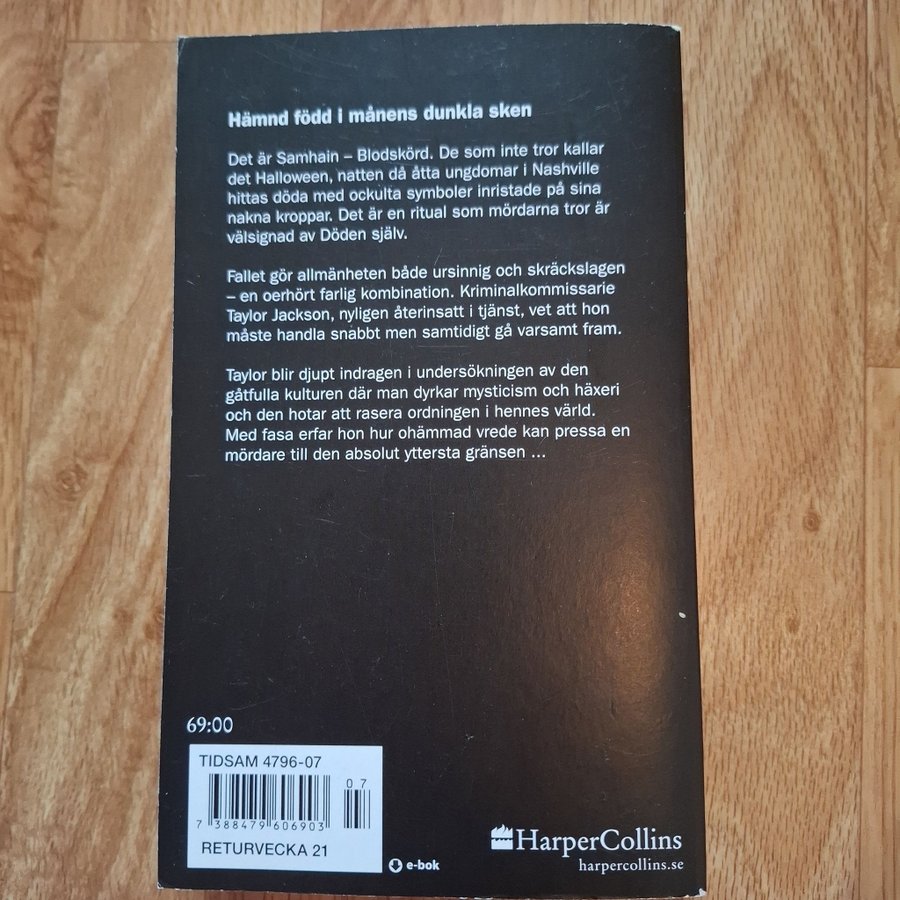 Hämnd född i månens dunkla sken
Det är Samhain – Blodskörd. De som inte tror kallar
det Halloween, natten då åtta ungdomar i Nashville
hittas döda med ockulta symboler inristade på sina
nakna kroppar. Det är en ritual som mördarna tror är
välsignad av Döden själv.
Fallet gör allmänheten både ursinnig och skräckslagen
– en oerhört farlig kombination. Kriminalkommissarie
Taylor Jackson, nyligen återinsatt i tjänst, vet att hon
måste handla snabbt men samtidigt gå varsamt fram.
Taylor blir djupt indragen i undersökningen av den
gåtfulla kulturen där man dyrkar mysticism och häxeri
och den hotar att rasera ordningen i hennes värld.
Med fasa erfar hon hur ohämmad vrede kan pressa en
mördare till den absolut yttersta gränsen ...
69:00
TIDSAM 4796-07
07
7 388479 606903
RETURVECKA 21
e-bok
HarperCollins
harpercollins.se